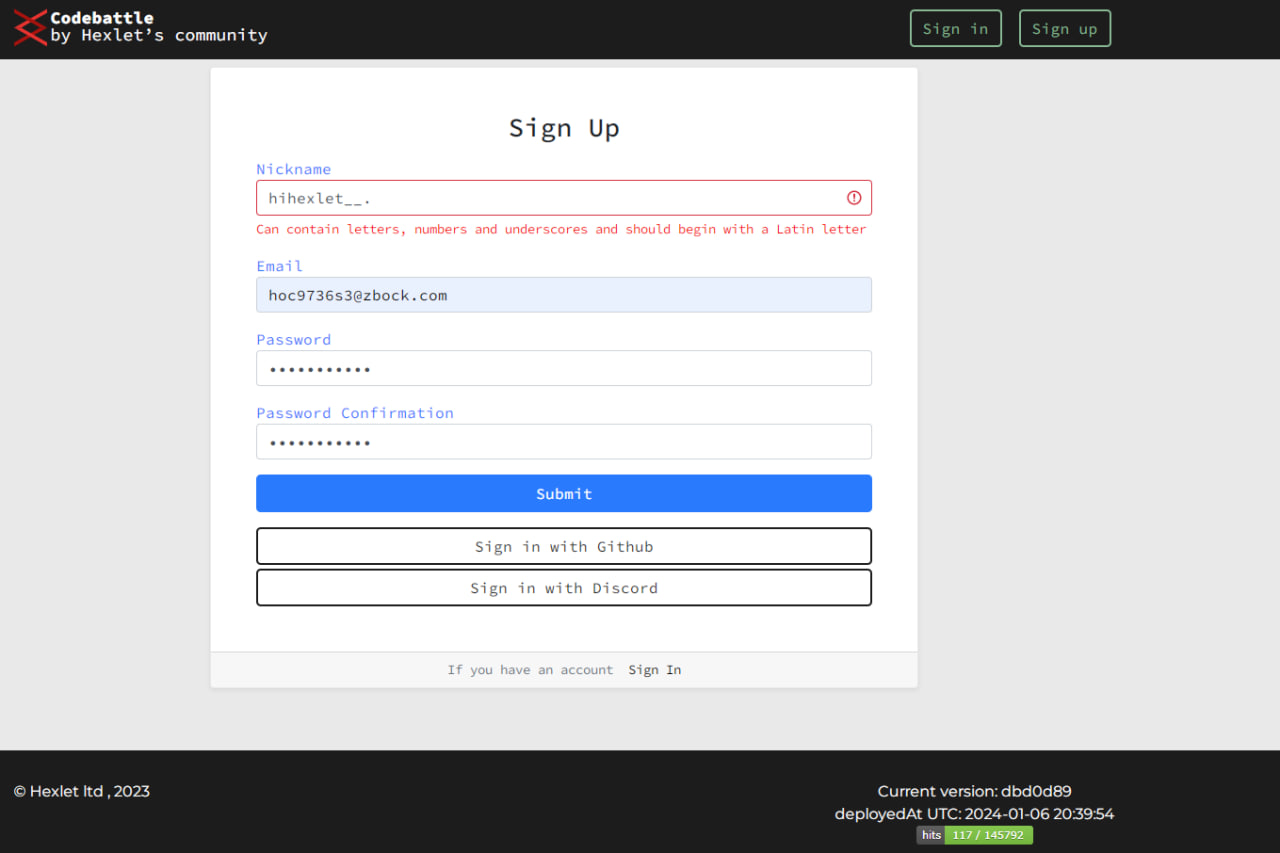 Codebattle
by Hexlet’s community
Sign in
Sign up
Sign Up
Nickname
hihexlet__.
Can contain letters, numbers and underscores and should begin with a Latin letter
Email
hoc9736s3@zbock.com
Password
•••••••••••
Password Confirmation
•••••••••••
Submit
Sign in with Github
Sign in with Discord
If you have an account Sign In
© Hexlet ltd , 2023
Current version: dbd0d89
deployedAt UTC: 2024-01-06 20:39:54
hits 117 / 145792